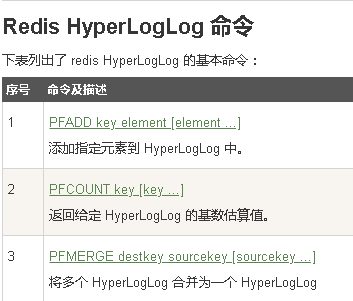 Redis HyperLogLog 命令
下表列出了 redis HyperLogLog 的基本命令：
序号 命令及描述
1 PFADD key element [element ...]
添加指定元素到 HyperLogLog 中。
2 PFCOUNT key [key ...]
返回给定 HyperLogLog 的基数估算值。
3 PFMERGE destkey sourcekey [sourcekey ...]
将多个 HyperLogLog 合并为一个 HyperLogLog